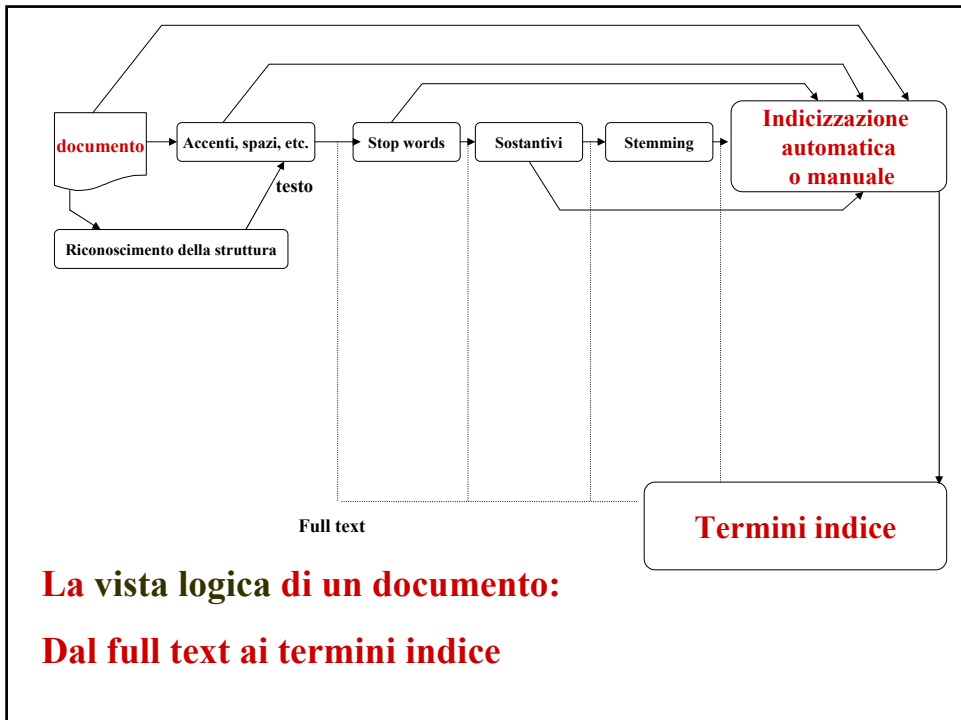 documento
Accenti, spazi, etc.
Stop words
Sostantivi
Stemming
Indicizzazione
automatica
o manuale
testo
Riconoscimento della struttura
Full text
Termini indice
La vista logica di un documento:
Dal full text ai termini indice